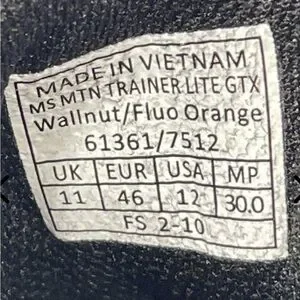 MADE IN VIETNAM
MS MTN TRAINER LITE GTX
Wallnut/Fluo Orange
61361/7512
UK EUR USA MP
11 46 12 30.0
FS 2-10